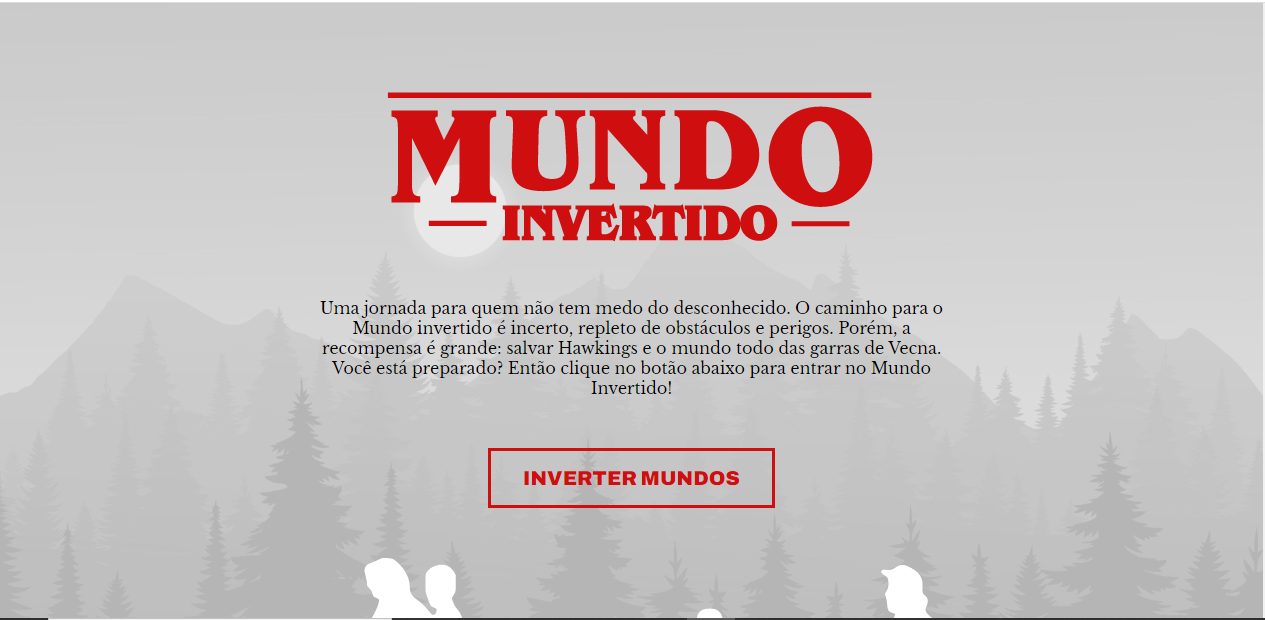 MUNDO
INVERTIDO
Uma jornada para quem não tem medo do desconhecido. O caminho para o
Mundo invertido é incerto, repleto de obstáculos e perigos. Porém, a
recompensa é grande: salvar Hawkings e o mundo todo das garras de Vecna.
Você está preparado? Então clique no botão abaixo para entrar no Mundo
Invertido!
INVERTER MUNDOS